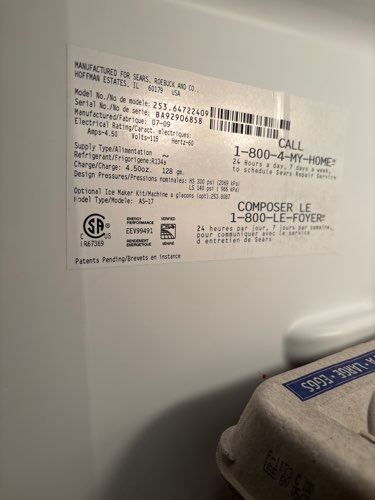 MANUFACTURED FOR SEARS, ROEBUCK AND CO.,
HOFFMAN ESTATES, IL 60179 USA
Model No./No de modele: 253.64722409
Serial No./No de serie: BA92906858
Manufactured/Fabrique: 07-09
Electrical Rating/Caract. electriques:
Amps-4.50 Volts-115 Hertz-60
Supply Type/Alimentation ~
Refrigerant/Frigorigene:R134a
Charge/Charge: 4.50oz. 128 gm.
Design Pressures/Pressions nominales: HS 300 psi (2069 kPa)
LS 140 psi (965 kPa)
Optional Ice Maker Kit/Machine a glacons (opt):253.8087
Model Type/Modele: A5-17
CALL
1-800-4-MY-HOME
24 Hours a day, 7 days a week,
to schedule Sears Repair Service
COMPOSER LE
1-800-LE-FOYER
24 heures par jour, 7 jours par semaine,
pour communiquer avec le service
d entretien de Sears
SA
C US
LR67369
ENERGY
PERFORMANCE
EEV99491
RENDEMENT
ENERGETIQUE
VERIFIED
VERIFIE
Patents Pending/Brevets en instance
A • LARGE EGGS